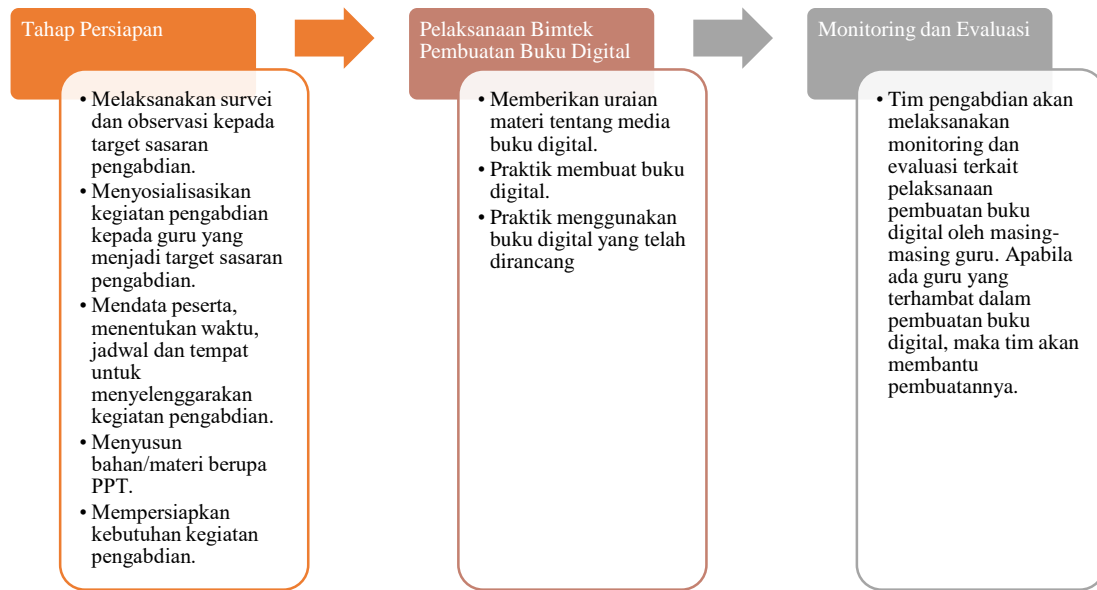 Tahap Persiapan
• Melaksanakan survei
dan observasi kepada
target sasaran
pengabdian.
• Menyosialisasikan
kegiatan pengabdian
kepada guru yang
menjadi target sasaran
pengabdian.
• Mendata peserta,
menentukan waktu,
jadwal dan tempat
untuk
menyelenggarakan
kegiatan pengabdian.
• Menyusun
bahan/materi berupa
PPT.
• Mempersiapkan
kebutuhan kegiatan
pengabdian.
Pelaksanaan Bimtek
Pembuatan Buku Digital
• Memberikan uraian
materi tentang media
buku digital.
• Praktik membuat buku
digital.
• Praktik menggunakan
buku digital yang telah
dirancang
Monitoring dan Evaluasi
• Tim pengabdian akan
melaksanakan
monitoring dan
evaluasi terkait
pelaksanaan
pembuatan buku
digital oleh masing-
masing guru. Apabila
ada guru yang
terhambat dalam
pembuatan buku
digital, maka tim akan
membantu
pembuatannya.